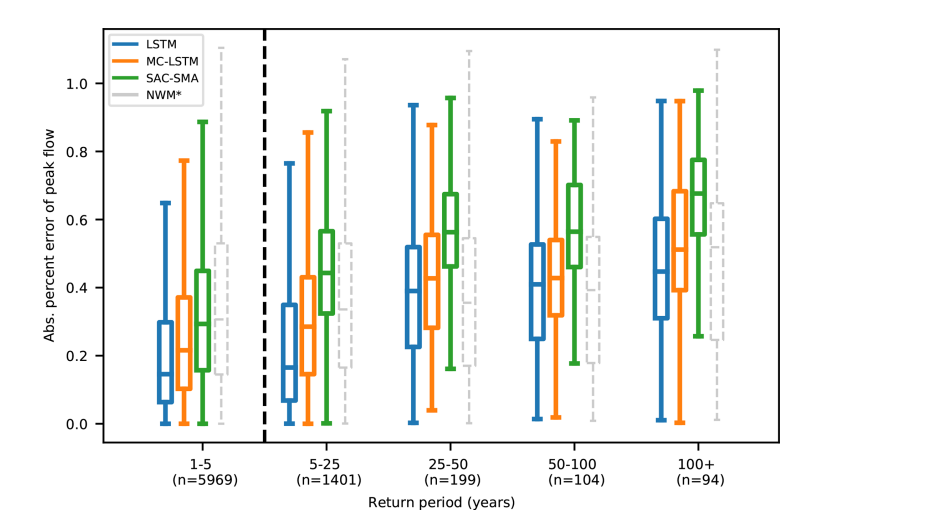 LSTM
MC-LSTM
SAC-SMA
NWM*
Abs. percent error of peak flow
1.0
0.8
0.6
0.4
0.2
0.0
1-5 5-25 25-50 50-100 100+
(n=5969) (n=1401) (n=199) (n=104) (n=94)
Return period (years)